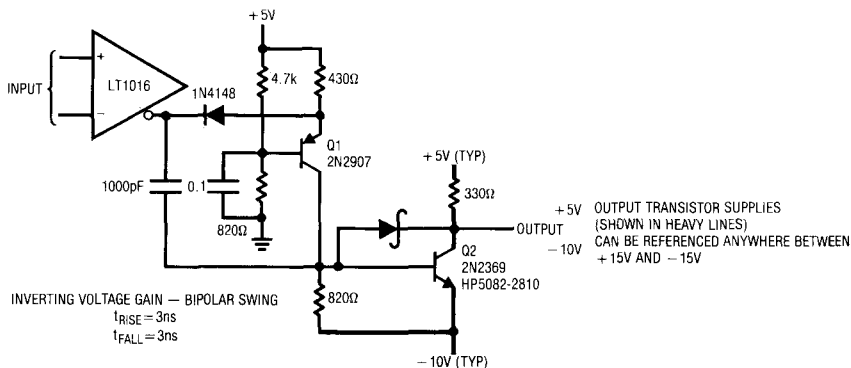 +5V
4.7k
430Ω
INPUT
+
−
LT1016
1N4148
Q1
2N2907
1000pF
0.1
820Ω
+5V (TYP)
330Ω
OUTPUT
+5V
−10V
OUTPUT TRANSISTOR SUPPLIES
(SHOWN IN HEAVY LINES)
CAN BE REFERENCED ANYWHERE BETWEEN
+15V AND −15V
Q2
2N2369
HP5082-2810
820Ω
−10V (TYP)
INVERTING VOLTAGE GAIN — BIPOLAR SWING
tRISE=3ns
tFALL=3ns